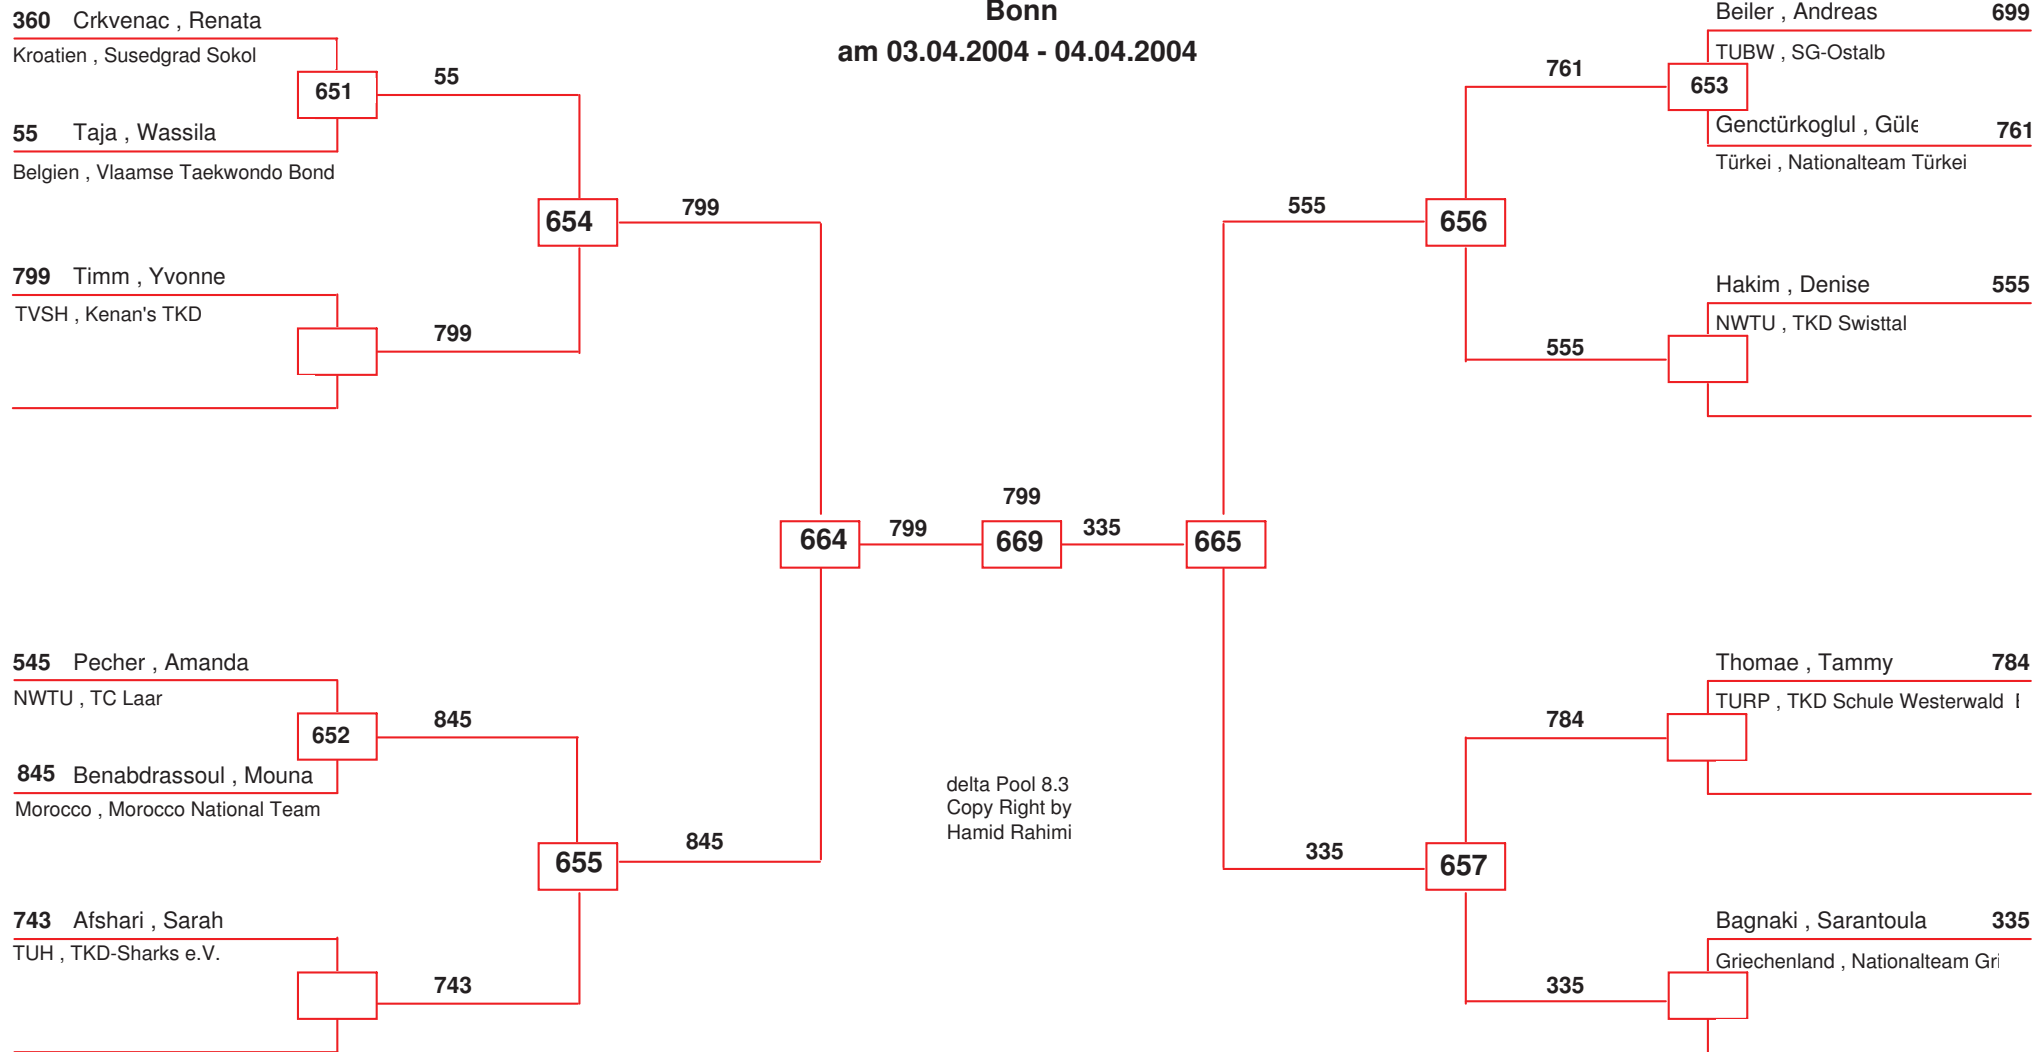 Bonn
am 03.04.2004 - 04.04.2004
360 Crkvenac , Renata
Kroatien , Susedgrad Sokol
651
55
55 Taja , Wassila
Belgien , Vlaamse Taekwondo Bond
654
799
799 Timm , Yvonne
TVSH , Kenan's TKD
799
664
799
799
669
335
665
545 Pecher , Amanda
NWTU , TC Laar
652
845
845 Benabdrassoul , Mouna
Morocco , Morocco National Team
655
845
743 Afshari , Sarah
TUH , TKD-Sharks e.V.
743
delta Pool 8.3
Copy Right by
Hamid Rahimi
Beiler , Andreas 699
TUBW , SG-Ostalb
761
653
Genctürkoglul , Güle 761
Türkei , Nationalteam Türkei
555
656
Hakim , Denise 555
NWTU , TKD Swisttal
555
Thomae , Tammy 784
TURP , TKD Schule Westerwald
784
335
657
Bagnaki , Sarantoula 335
Griechenland , Nationalteam Gri
335